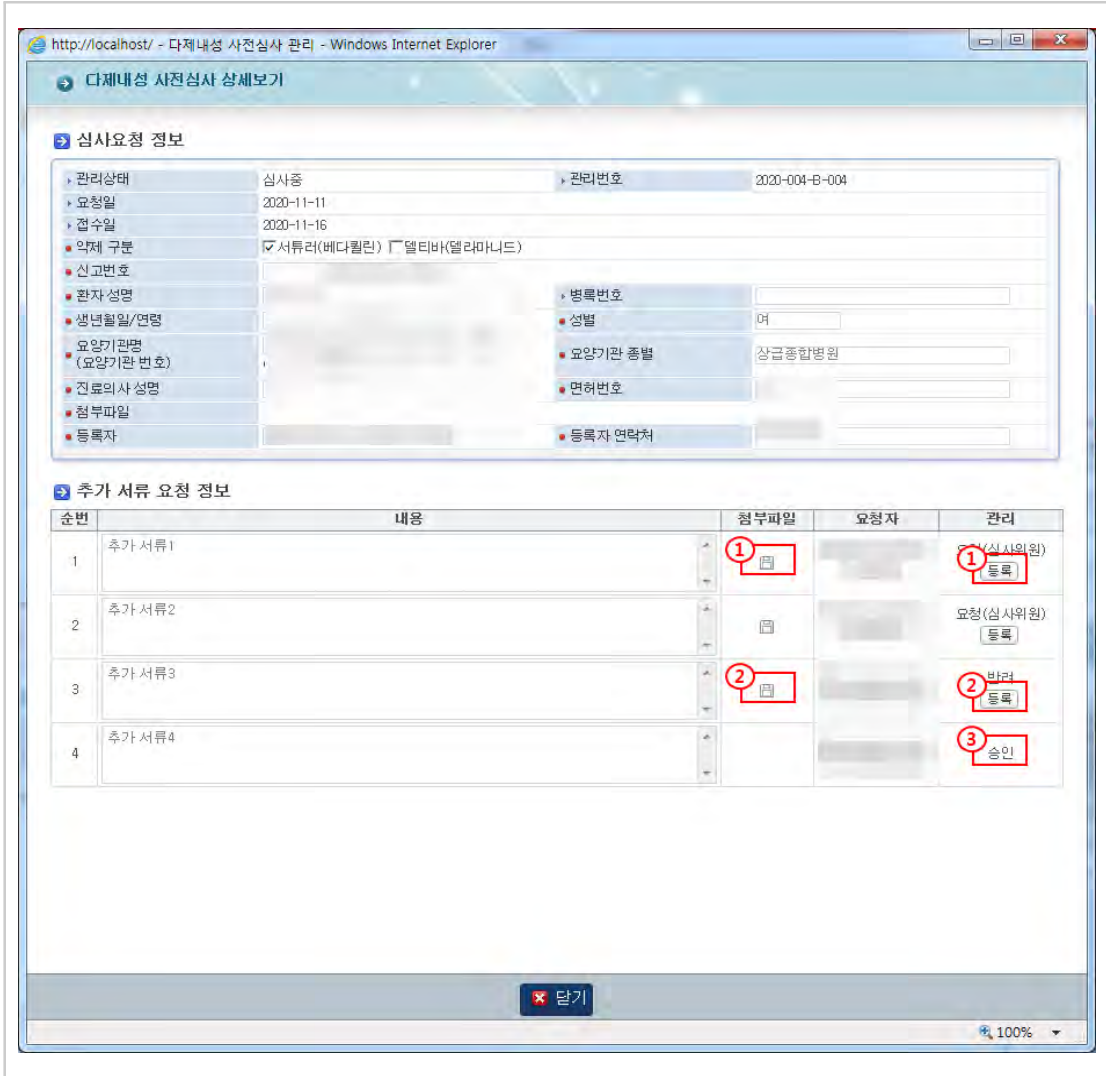 http://localhost/ - 다제내성 사전심사 관리 - Windows Internet Explorer
다제내성 사전심사 상세보기
심사요청 정보
관리상태 심사중 관리번호 2020-004-B-004
요청일 2020-11-11
접수일 2020-11-16
약제 구분 서튜러(베다퀼린) 델티바(델라마니드)
신고번호
환자 성명 병록번호
생년월일/연령 성별 여
요양기관명
(요양기관 번호) 요양기관 종별 상급종합병원
진료의사 성명 면허번호
첨부파일
등록자 등록자 연락처
추가 서류 요청 정보
순번 내용 첨부파일 요청자 관리
1 추가 서류1 ① 요청(심사위원)
① 등록
2 추가 서류2 요청(심사위원)
등록
3 추가 서류3 ② 반려
② 등록
4 추가 서류4 ③ 승인
닫기
100%